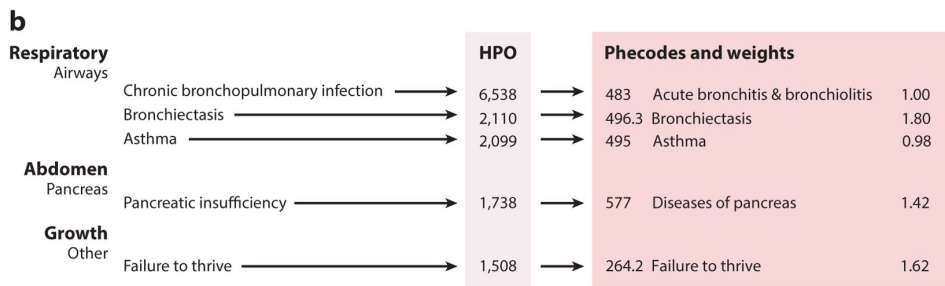 b
Respiratory HPO Phecodes and weights
Airways
Chronic bronchopulmonary infection 6,538 483 Acute bronchitis & bronchiolitis 1.00
Bronchiectasis 2,110 496.3 Bronchiectasis 1.80
Asthma 2,099 495 Asthma 0.98
Abdomen
Pancreas
Pancreatic insufficiency 1,738 577 Diseases of pancreas 1.42
Growth
Other
Failure to thrive 1,508 264.2 Failure to thrive 1.62